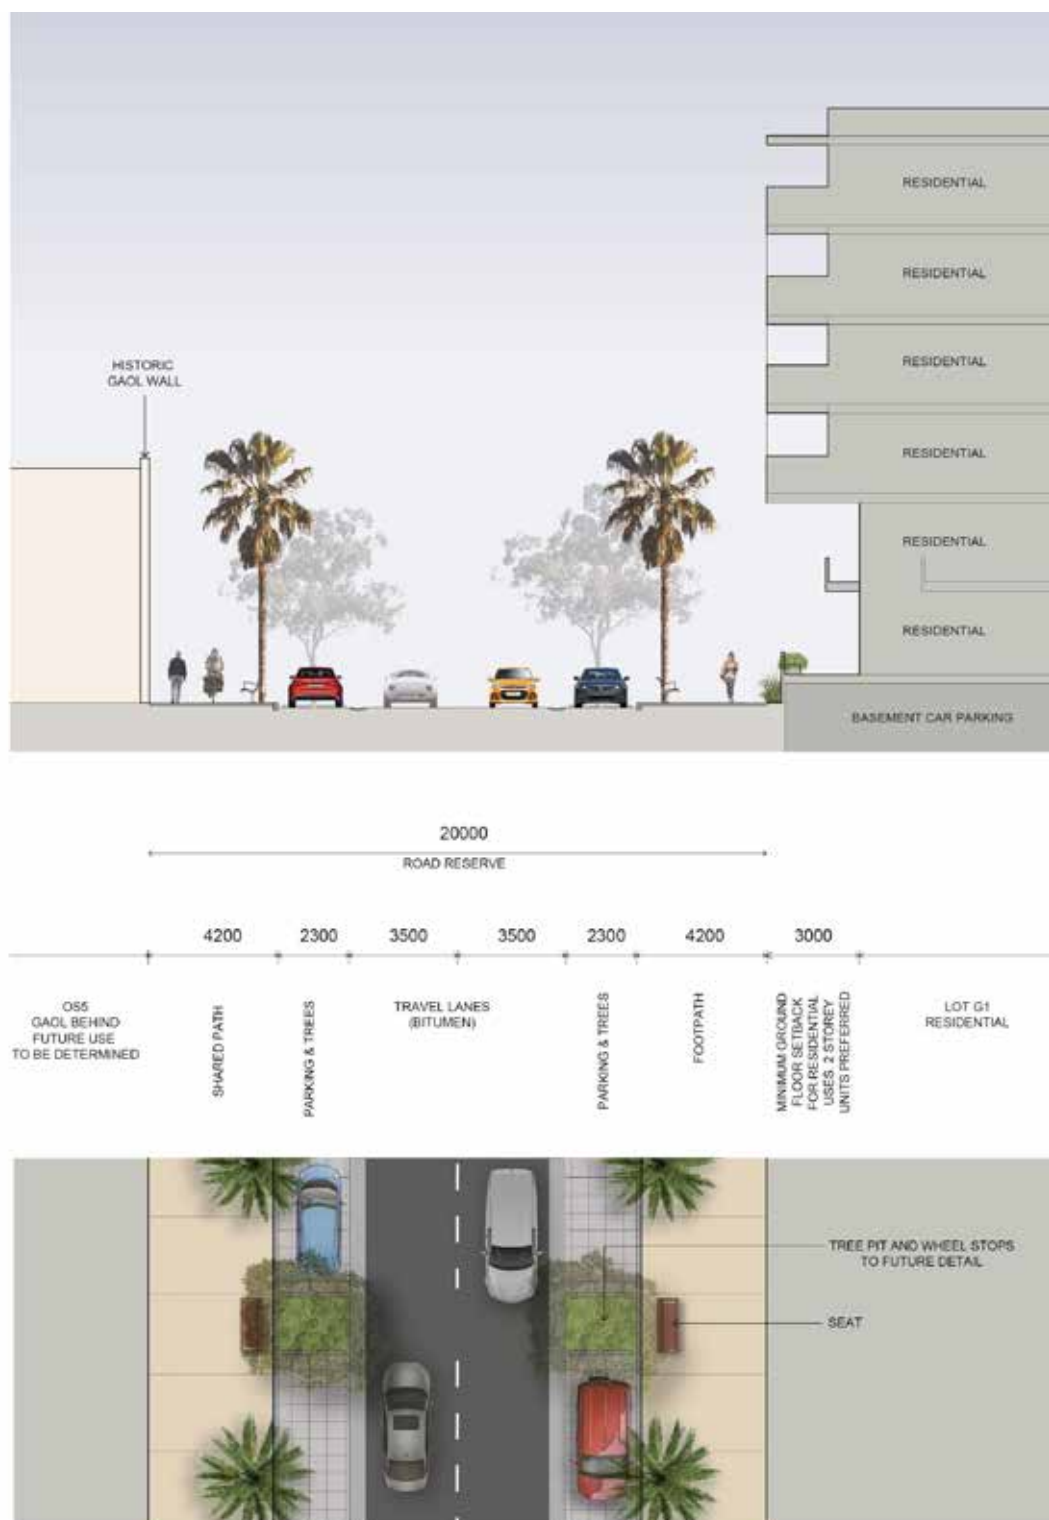 RESIDENTIAL
RESIDENTIAL
RESIDENTIAL
HISTORIC
GAOL WALL
RESIDENTIAL
RESIDENTIAL
RESIDENTIAL
BASEMENT CAR PARKING
20000
ROAD RESERVE
4200
2300
3500
3500
2300
4200
3000
OS5
GAOL BEHIND
FUTURE USE
TO BE DETERMINED
SHARED PATH
PARKING & TREES
TRAVEL LANES
(BITUMEN)
PARKING & TREES
FOOTPATH
MINIMUM GROUND
FLOOR SETBACK
FOR RESIDENTIAL
USES 2 STOREY
UNITS PREFERRED
LOT G1
RESIDENTIAL
TREE PIT AND WHEEL STOPS
TO FUTURE DETAIL
SEAT